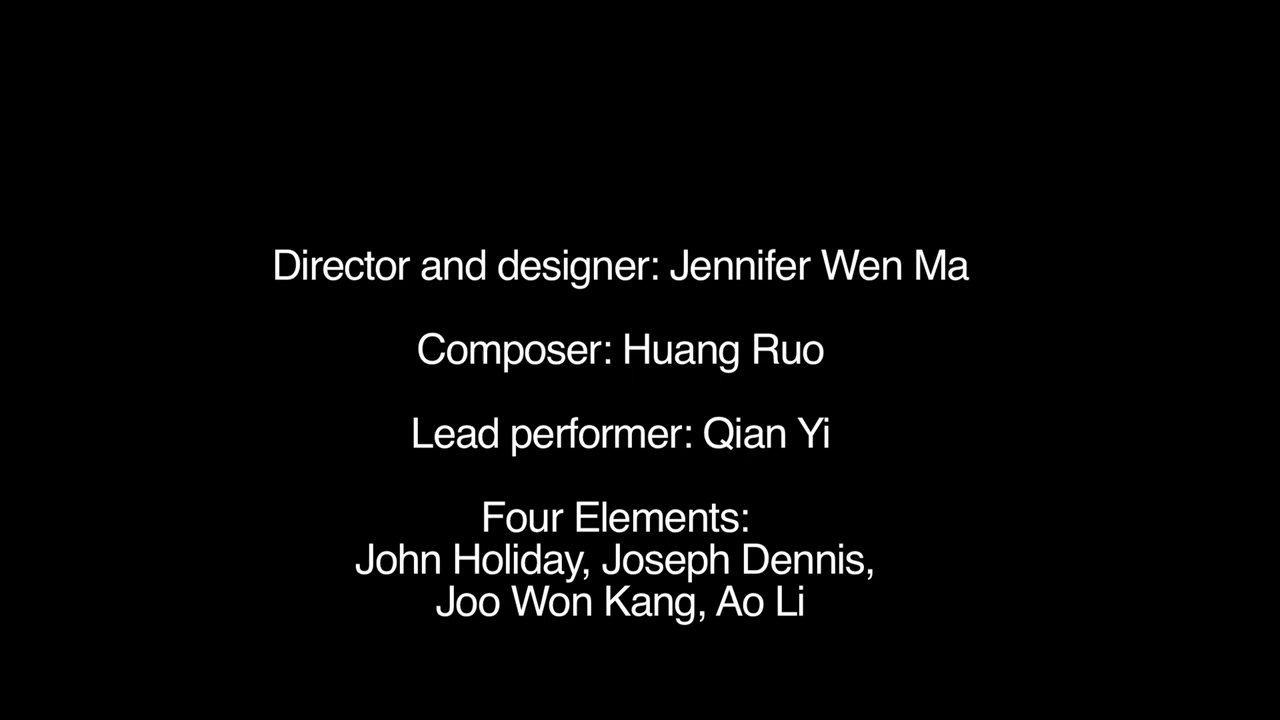 Director and designer: Jennifer Wen Ma
Composer: Huang Ruo
Lead performer: Qian Yi
Four Elements:
John Holiday, Joseph Dennis,
Joo Won Kang, Ao Li